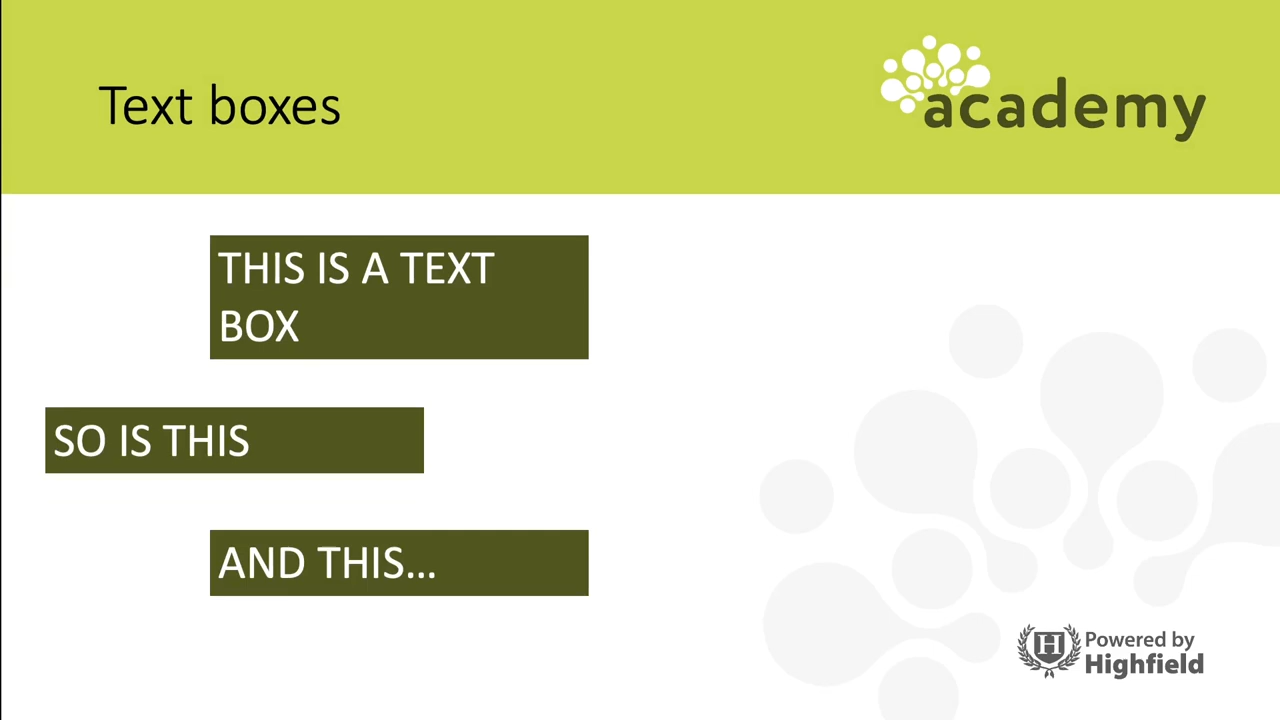 Text boxes
academy
THIS IS A TEXT
BOX
SO IS THIS
AND THIS...
H
Powered by
Highfield